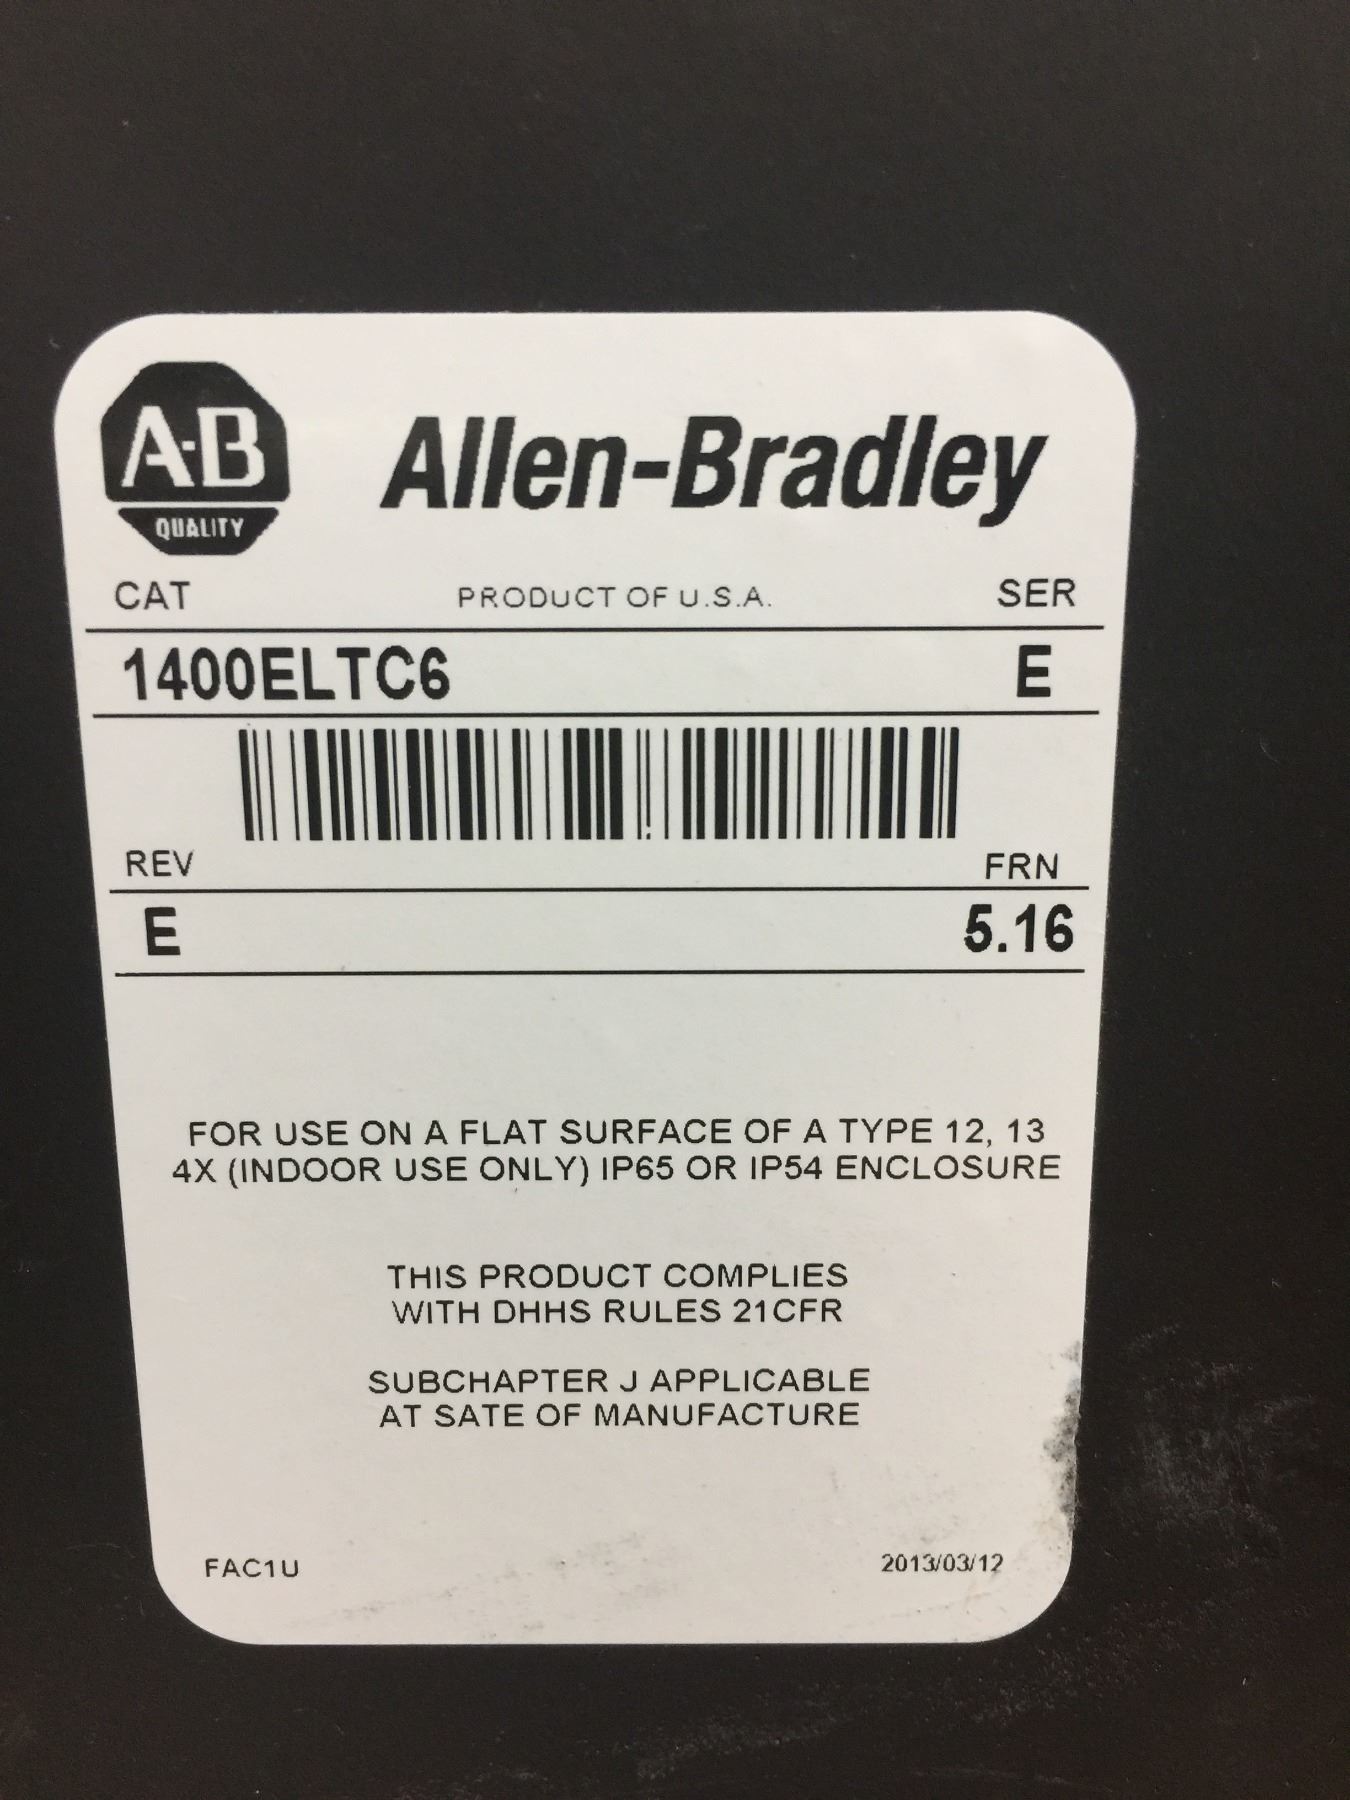 A-B
QUALITY
Allen-Bradley
CAT PRODUCT OF U.S.A. SER
1400ELTC6 E
REV FRN
E 5.16
FOR USE ON A FLAT SURFACE OF A TYPE 12, 13
4X (INDOOR USE ONLY) IP65 OR IP54 ENCLOSURE
THIS PRODUCT COMPLIES
WITH DHHS RULES 21CFR
SUBCHAPTER J APPLICABLE
AT SATE OF MANUFACTURE
FAC1U 2013/03/12